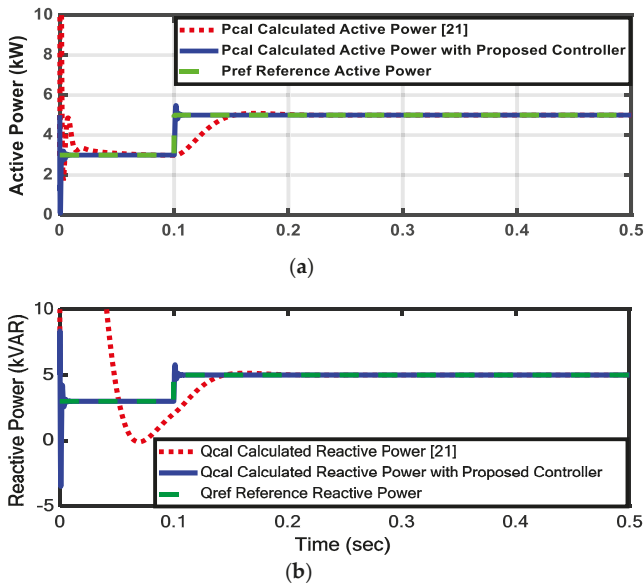 10
8
6
4
2
0
Active Power (kW)
Pcal Calculated Active Power [21]
Pcal Calculated Active Power with Proposed Controller
Pref Reference Active Power
0 0.1 0.2 0.3 0.4 0.5
(a)
10
5
0
-5
Reactive Power (kVAR)
Qcal Calculated Reactive Power [21]
Qcal Calculated Reactive Power with Proposed Controller
Qref Reference Reactive Power
0 0.1 0.2 0.3 0.4 0.5
Time (sec)
(b)